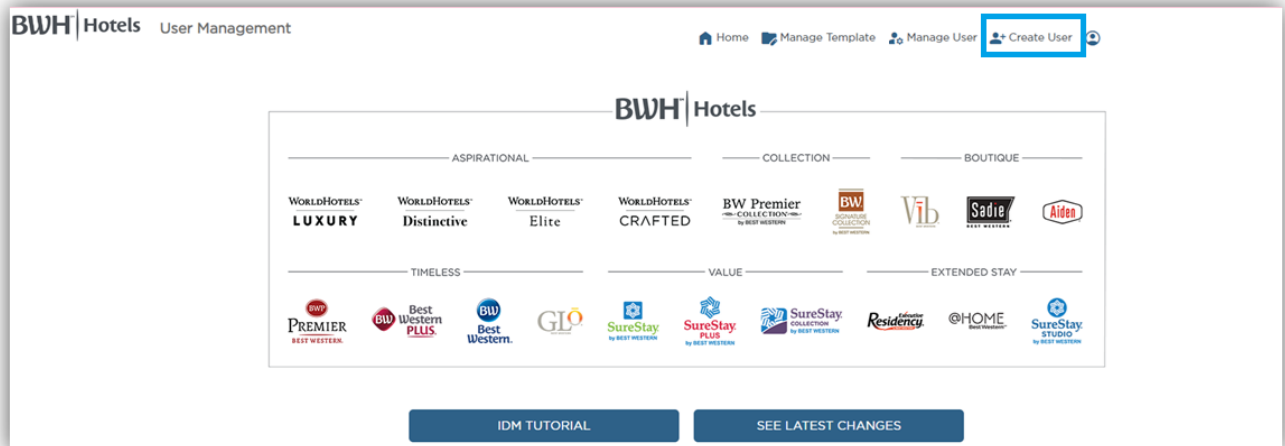 BWH Hotels User Management
Home Manage Template Manage User Create User
BWH Hotels
ASPIRATIONAL COLLECTION BOUTIQUE
WORLDHOTELS LUXURY
WORLDHOTELS Distinctive
WORLDHOTELS Elite
WORLDHOTELS CRAFTED
BW Premier
COLLECTION
by BEST WESTERN
BW
SIGNATURE
COLLECTION
by BEST WESTERN
Vīb
Sadie
BEST WESTERN
Aiden
TIMELESS VALUE EXTENDED STAY
BWP
PREMIER
BEST WESTERN.
BW
Best
Western
PLUS.
BW
Best
Western.
GLō
SureStay
by BEST WESTERN
SureStay
PLUS
by BEST WESTERN
SureStay
COLLECTION
by BEST WESTERN
Executive
Residency
@HOME
Best Western
SureStay
STUDIO
by BEST WESTERN
IDM TUTORIAL SEE LATEST CHANGES